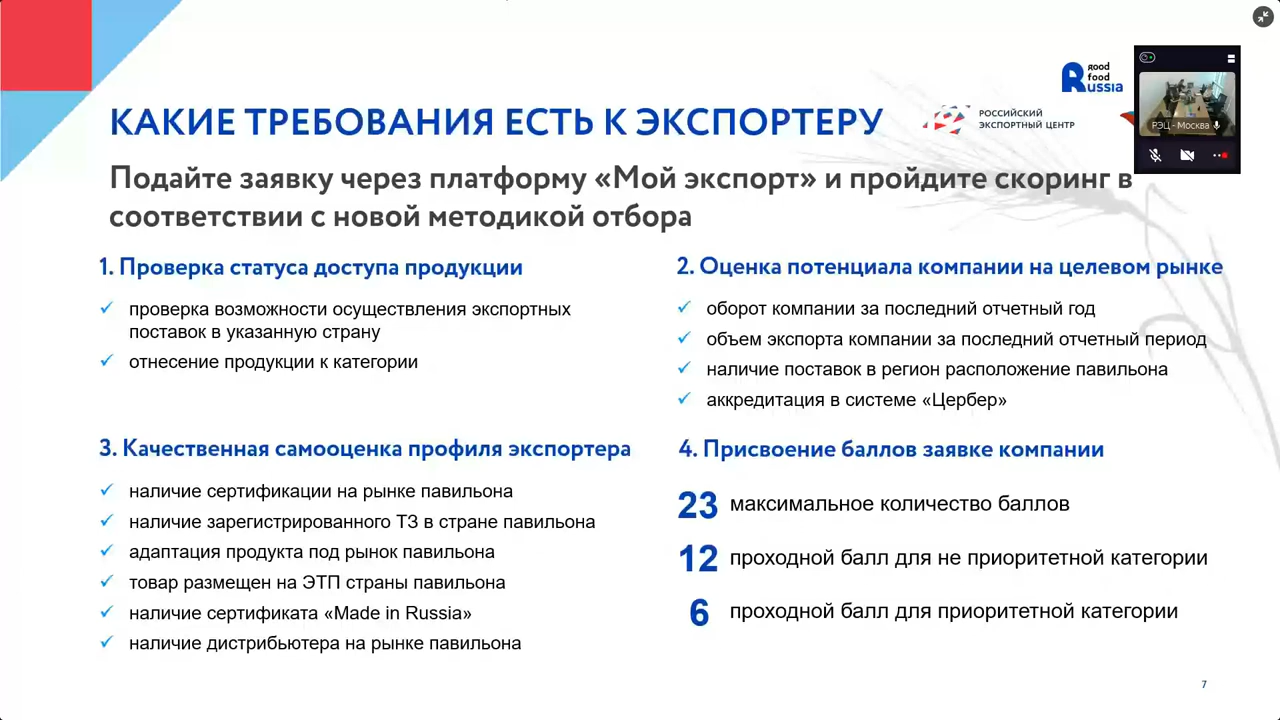 good
food
Russia
КАКИЕ ТРЕБОВАНИЯ ЕСТЬ К ЭКСПОРТЕРУ
РОССИЙСКИЙ
ЭКСПОРТНЫЙ ЦЕНТР
РЭЦ - Москва
Подайте заявку через платформу «Мой экспорт» и пройдите скоринг в
соответствии с новой методикой отбора
1. Проверка статуса доступа продукции
проверка возможности осуществления экспортных
поставок в указанную страну
отнесение продукции к категории
2. Оценка потенциала компании на целевом рынке
оборот компании за последний отчетный год
объем экспорта компании за последний отчетный период
наличие поставок в регион расположение павильона
аккредитация в системе «Цербер»
3. Качественная самооценка профиля экспортера
наличие сертификации на рынке павильона
наличие зарегистрированного ТЗ в стране павильона
адаптация продукта под рынок павильона
товар размещен на ЭТП страны павильона
наличие сертификата «Made in Russia»
наличие дистрибьютера на рынке павильона
4. Присвоение баллов заявке компании
23 максимальное количество баллов
12 проходной балл для не приоритетной категории
6 проходной балл для приоритетной категории
7